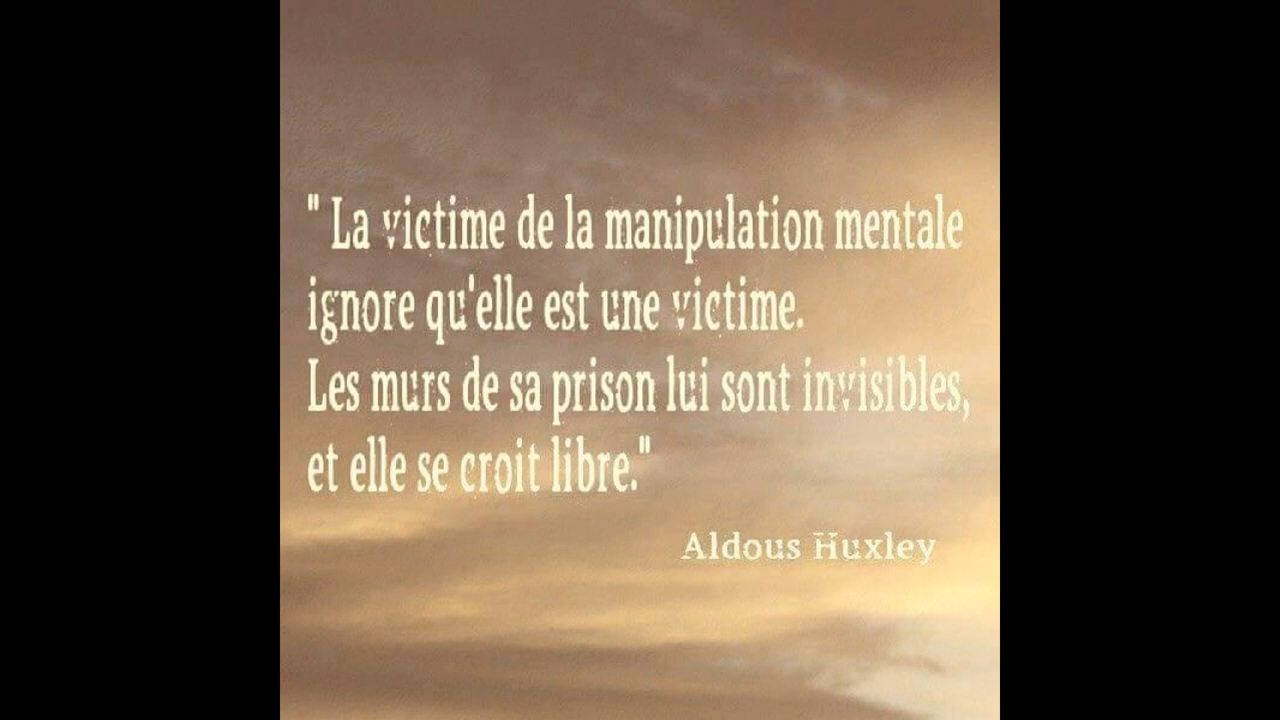 " La victime de la manipulation mentale
ignore qu'elle est une victime.
Les murs de sa prison lui sont invisibles,
et elle se croit libre."
Aldous Huxley